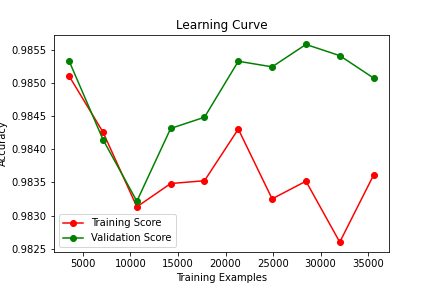 Learning Curve
0.9855
0.9850
0.9845
0.9840
0.9835
0.9830
0.9825
Accuracy
Training Score
Validation Score
5000 10000 15000 20000 25000 30000 35000
Training Examples